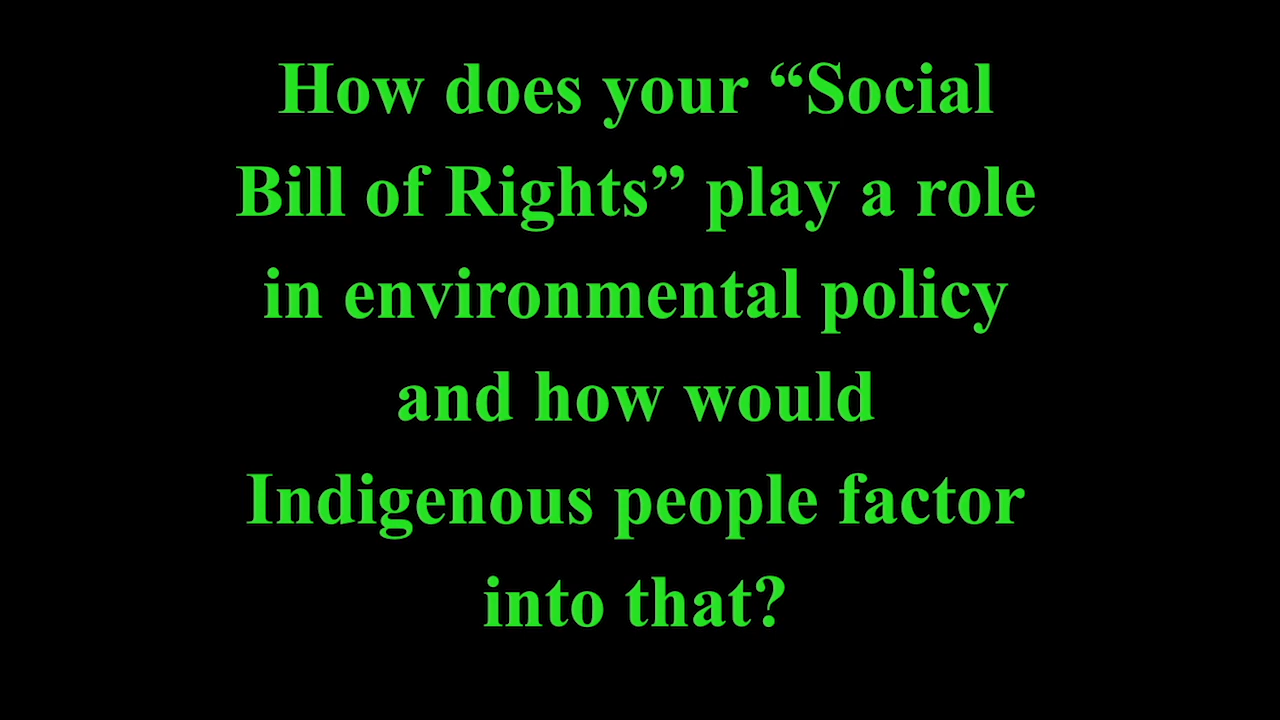 How does your “Social
Bill of Rights” play a role
in environmental policy
and how would
Indigenous people factor
into that?